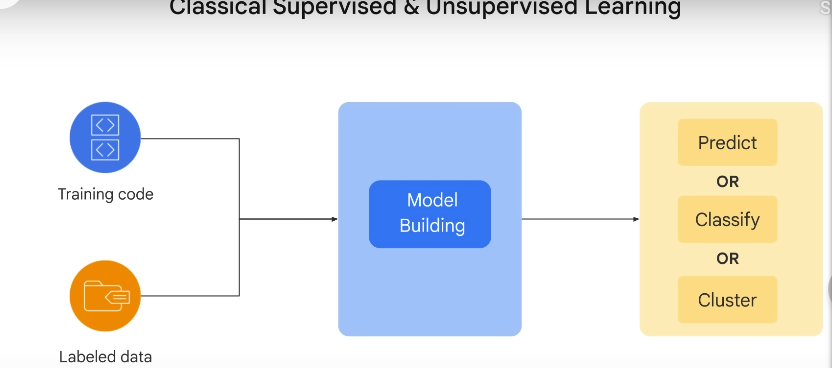 Classical Supervised & Unsupervised Learning
Training code
Labeled data
Model
Building
Predict
OR
Classify
OR
Cluster